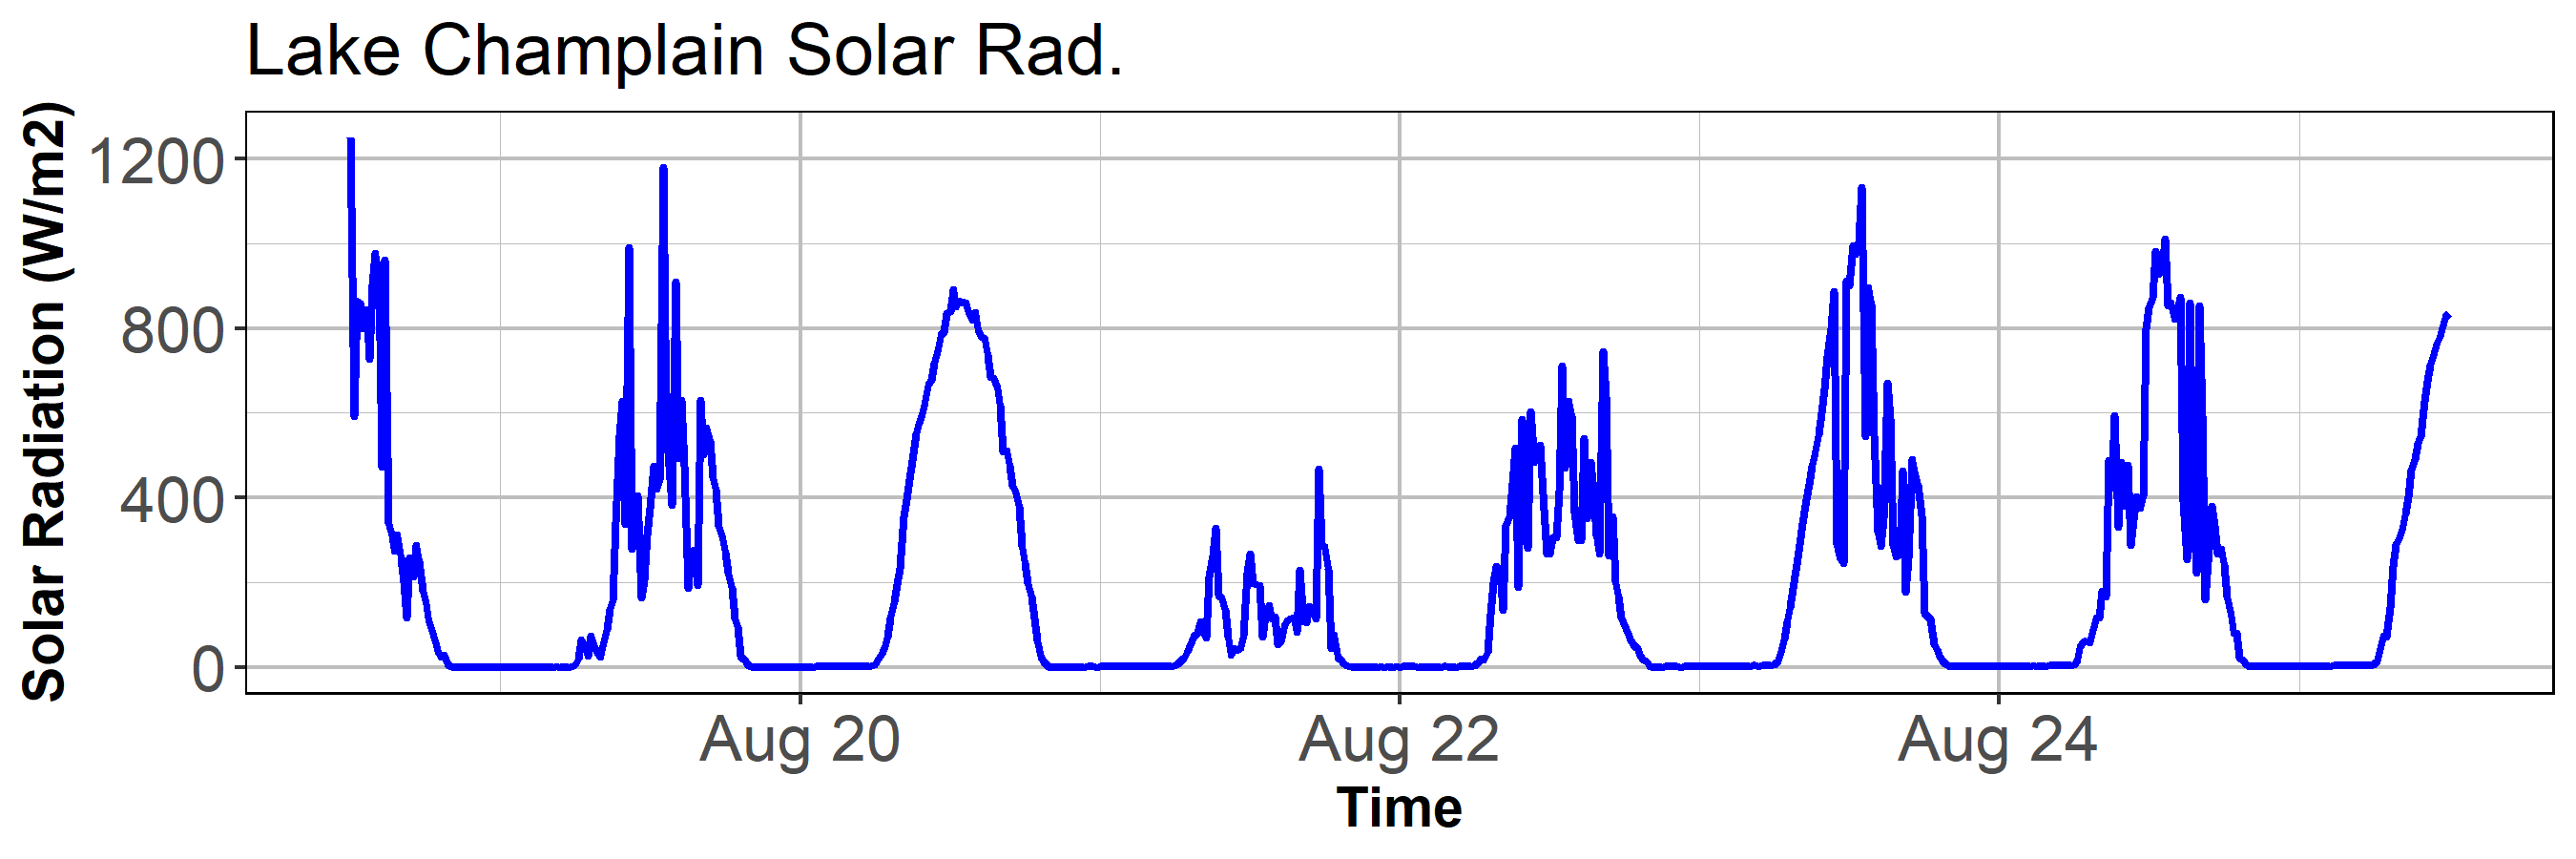 Lake Champlain Solar Rad.
Solar Radiation (W/m2)
1200
800
400
0
Aug 20 Aug 22 Aug 24
Time